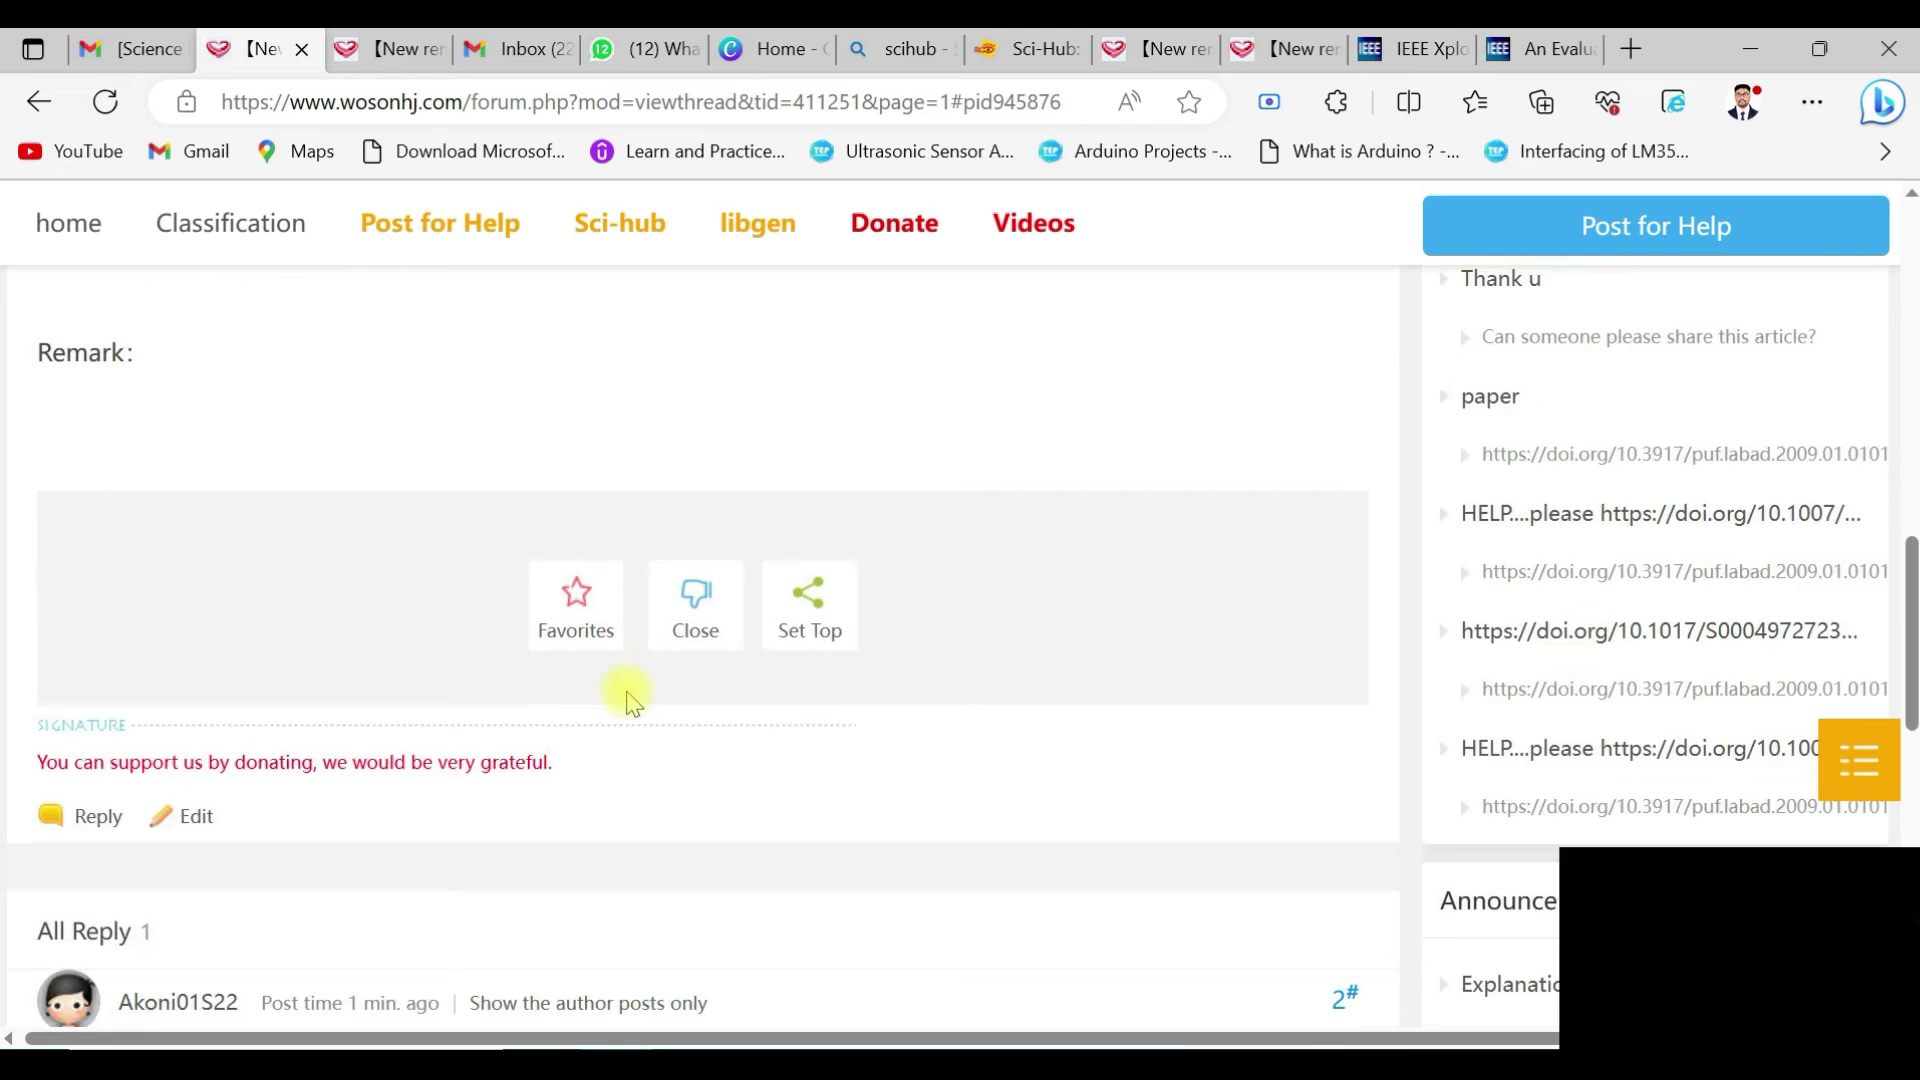 [Science
【Nev
【New rer
Inbox (22
12
(12) Wha
Home - C
scihub - S
Sci-Hub:
【New rer
【New ren
IEEE
IEEE Xplo
IEEE
An Evalu
https://www.wosonhj.com/forum.php?mod=viewthread&tid=411251&page=1#pid945876
YouTube
Gmail
Maps
Download Microsof...
Learn and Practice...
Ultrasonic Sensor A...
Arduino Projects -...
What is Arduino ? -...
Interfacing of LM35...
home
Classification
Post for Help
Sci-hub
libgen
Donate
Videos
Post for Help
Remark:
Favorites
Close
Set Top
SIGNATURE
You can support us by donating, we would be very grateful.
Reply
Edit
All Reply 1
Akoni01S22
Post time 1 min. ago | Show the author posts only
2#
Thank u
Can someone please share this article?
paper
https://doi.org/10.3917/puf.labad.2009.01.0101
HELP....please https://doi.org/10.1007/...
https://doi.org/10.3917/puf.labad.2009.01.0101
https://doi.org/10.1017/S0004972723...
https://doi.org/10.3917/puf.labad.2009.01.0101
HELP....please https://doi.org/10.100
https://doi.org/10.3917/puf.labad.2009.01.0101
Announce
Explanatio